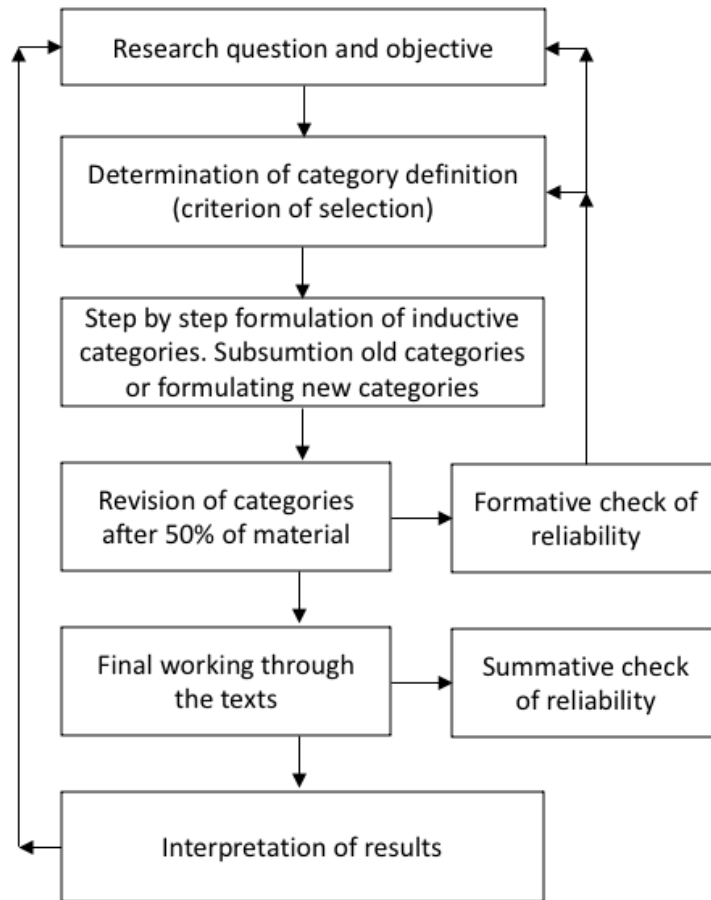 Research question and objective
Determination of category definition
(criterion of selection)
Step by step formulation of inductive
categories. Subsumtion old categories
or formulating new categories
Revision of categories
after 50% of material
Formative check of
reliability
Final working through
the texts
Summative check
of reliability
Interpretation of results